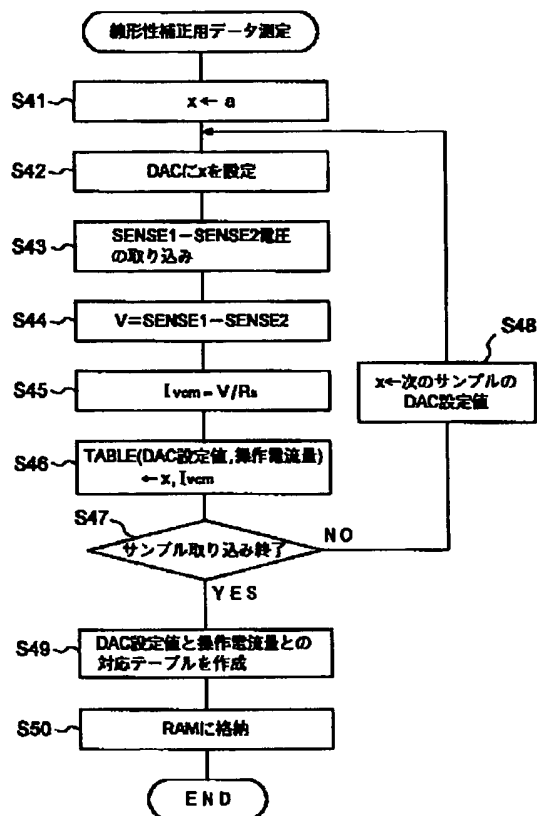 線形性補正用データ測定
S41
x ← a
S42
DACにxを設定
S43
SENSE1－SENSE2電圧
の取り込み
S44
V＝SENSE1－SENSE2
S45
Ivcm = V/Rs
S46
TABLE(DAC設定値,操作電流量)
← x, Ivcm
S47
サンプル取り込み終了
NO
YES
S48
x←次のサンプルの
DAC設定値
S49
DAC設定値と操作電流量との
対応テーブルを作成
S50
RAMに格納
END